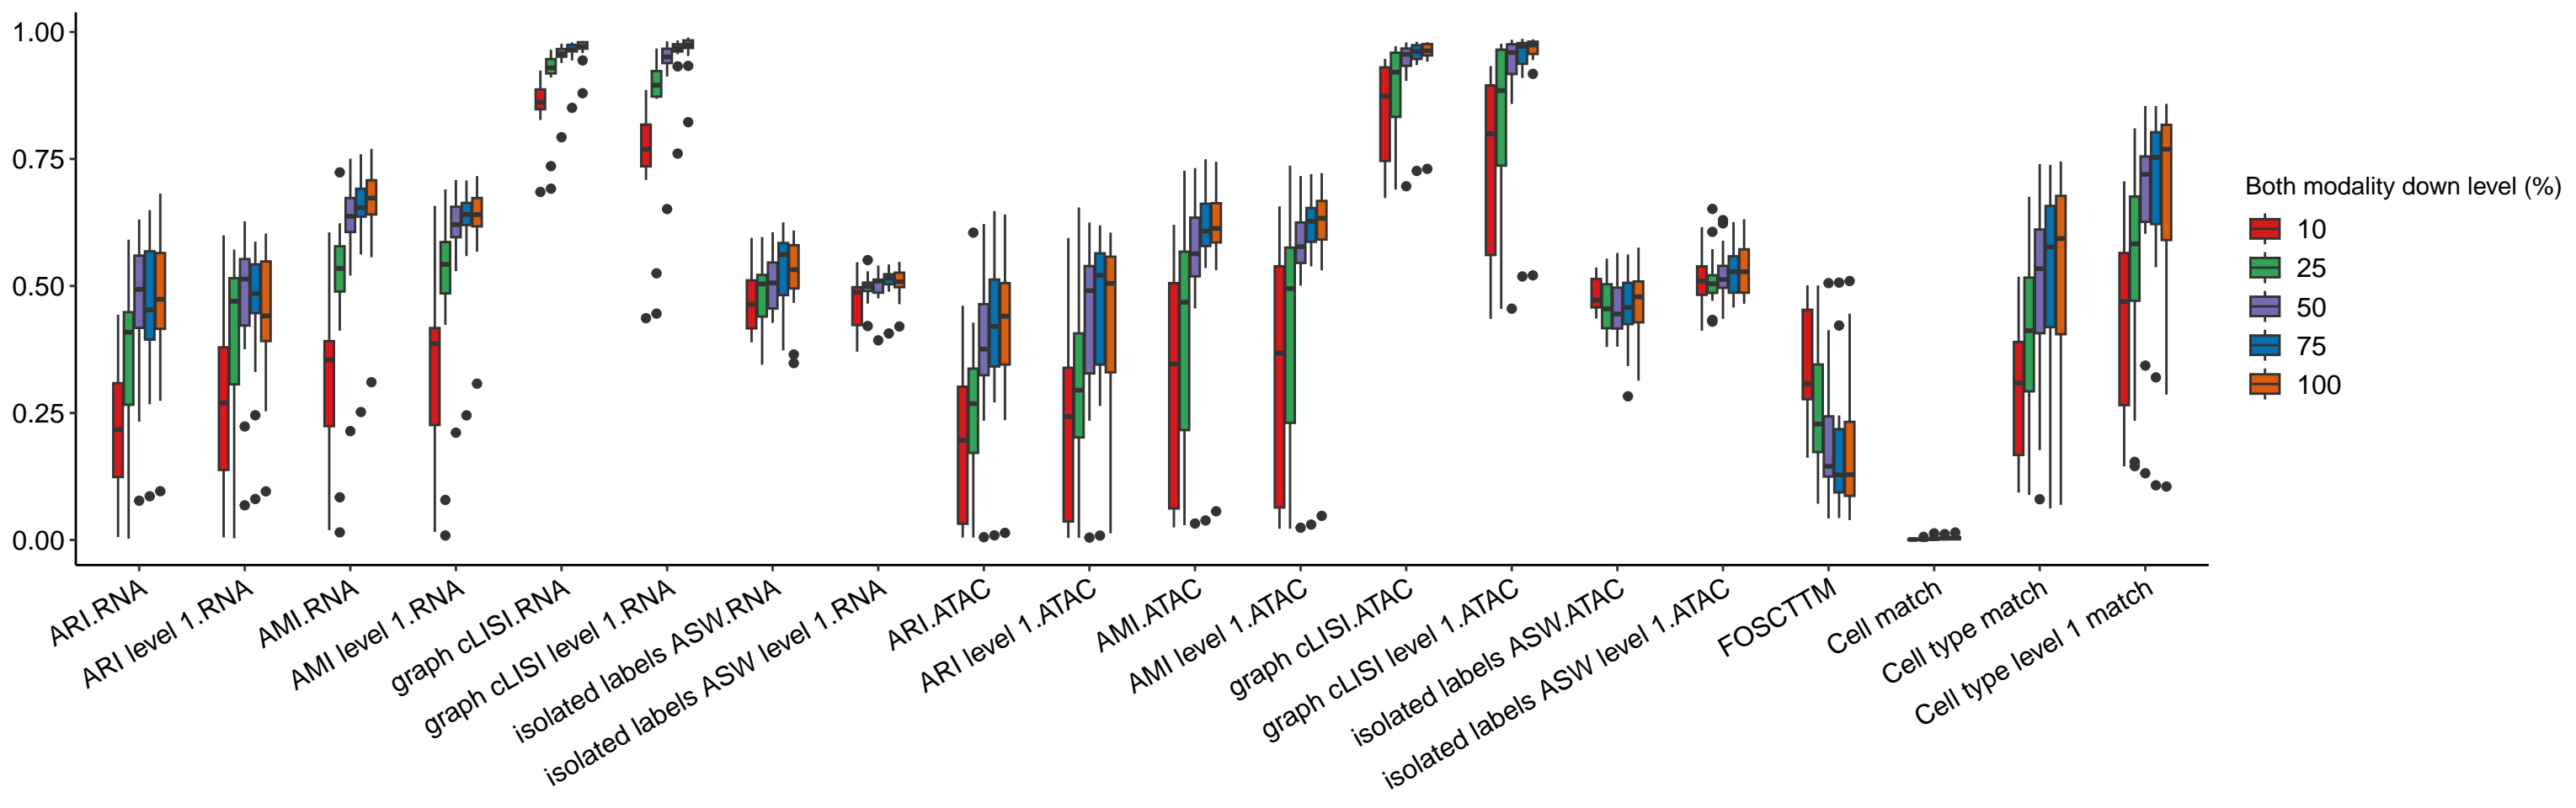 1.00
0.75
0.50
0.25
0.00
ARI.RNA
ARI level 1.RNA
AMI.RNA
AMI level 1.RNA
graph cLISI.RNA
graph cLISI level 1.RNA
isolated labels ASW.RNA
isolated labels ASW level 1.RNA
ARI.ATAC
ARI level 1.ATAC
AMI.ATAC
AMI level 1.ATAC
graph cLISI.ATAC
graph cLISI level 1.ATAC
isolated labels ASW.ATAC
isolated labels ASW level 1.ATAC
FOSCTTM
Cell match
Cell type match
Cell type level 1 match
Both modality down level (%)
10
25
50
75
100